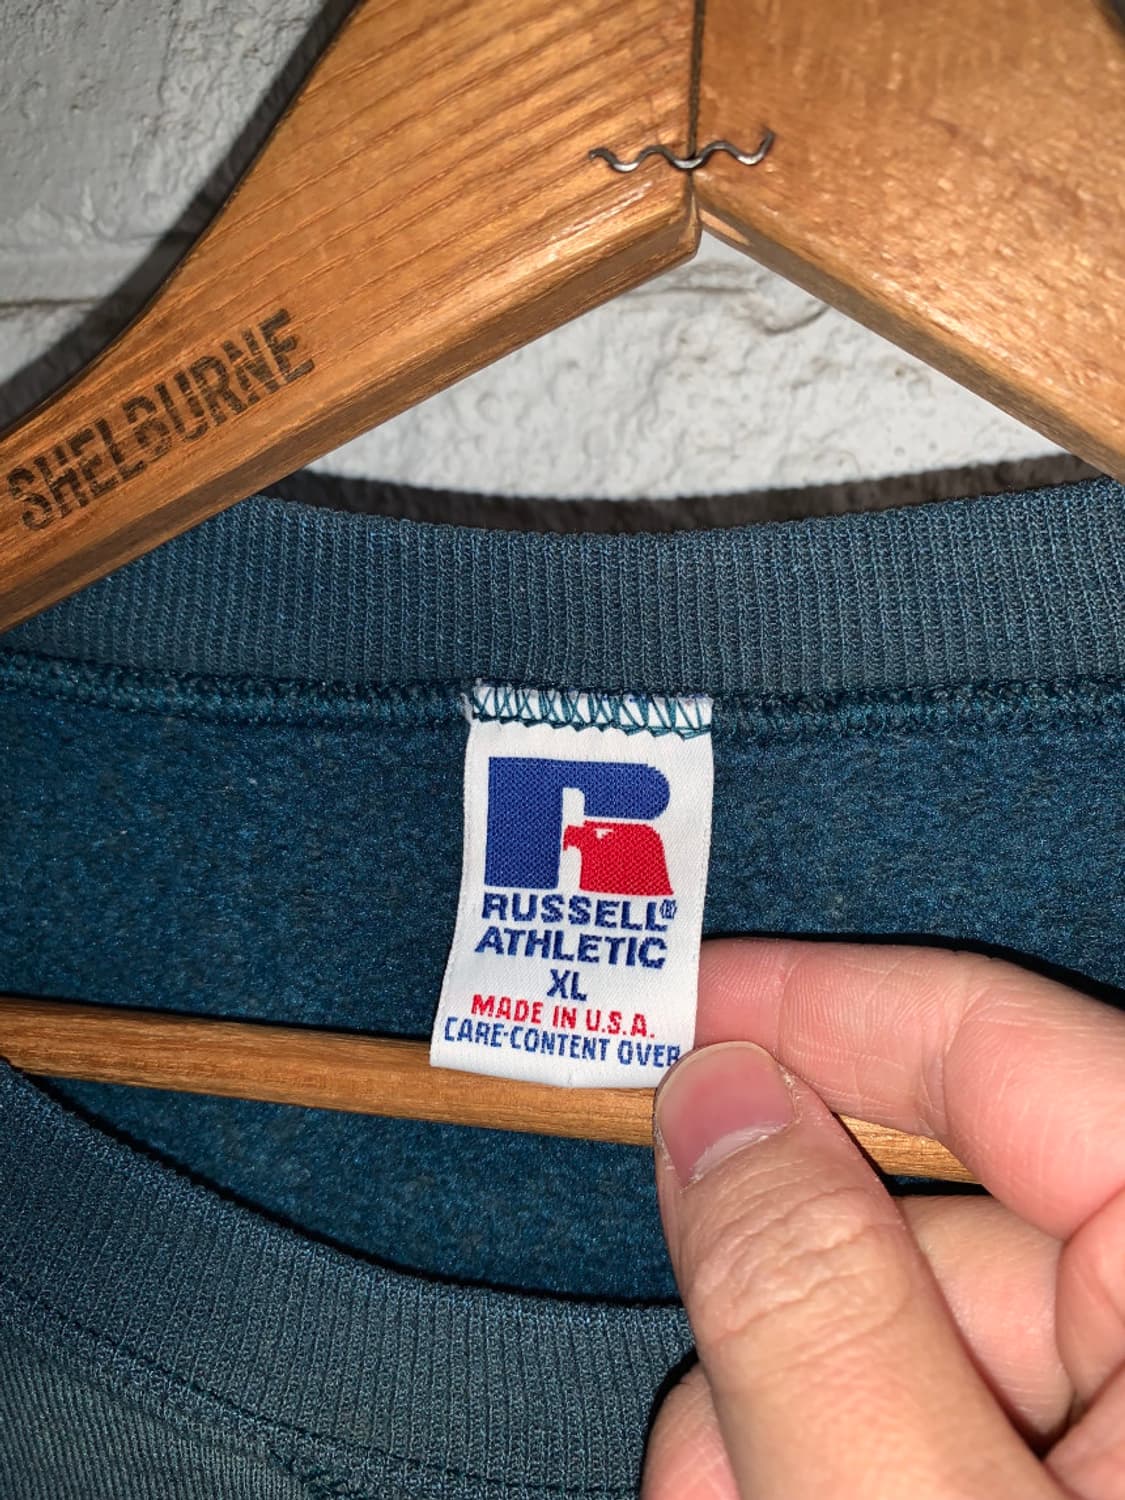 SHELBURNE
RUSSELL®
ATHLETIC
XL
MADE IN U.S.A.
CARE-CONTENT OVER